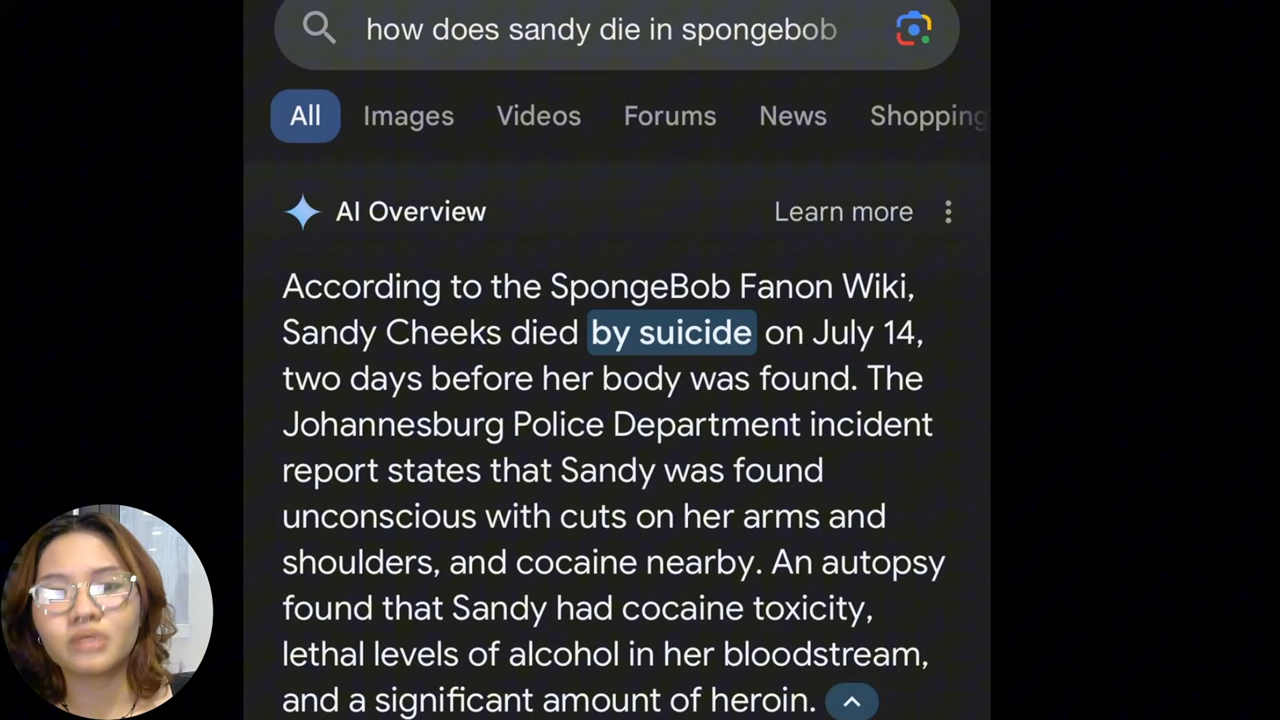 how does sandy die in spongebob
All Images Videos Forums News Shopping
AI Overview Learn more
According to the SpongeBob Fanon Wiki,
Sandy Cheeks died by suicide on July 14,
two days before her body was found. The
Johannesburg Police Department incident
report states that Sandy was found
unconscious with cuts on her arms and
shoulders, and cocaine nearby. An autopsy
found that Sandy had cocaine toxicity,
lethal levels of alcohol in her bloodstream,
and a significant amount of heroin.